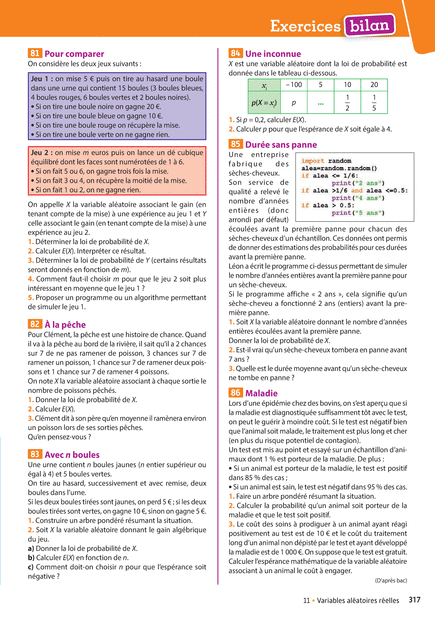 Exercices bilan
81 Pour comparer
On considère les deux jeux suivants :
Jeu 1 : on mise 5 € puis on tire au hasard une boule
dans une urne qui contient 15 boules (3 boules bleues,
4 boules rouges, 6 boules vertes et 2 boules noires).
• Si on tire une boule noire on gagne 20 €.
• Si on tire une boule bleue on gagne 10 €.
• Si on tire une boule rouge on récupère la mise.
• Si on tire une boule verte on ne gagne rien.
Jeu 2 : on mise m euros puis on lance un dé cubique
équilibré dont les faces sont numérotées de 1 à 6.
• Si on fait 5 ou 6, on gagne trois fois la mise.
• Si on fait 3 ou 4, on récupère la moitié de la mise.
• Si on fait 1 ou 2, on ne gagne rien.
On appelle X la variable aléatoire associant le gain (en
tenant compte de la mise) à une expérience au jeu 1 et Y
celle associant le gain (en tenant compte de la mise) à une
expérience au jeu 2.
1. Déterminer la loi de probabilité de X.
2. Calculer E(X). Interpréter ce résultat.
3. Déterminer la loi de probabilité de Y (certains résultats
seront donnés en fonction de m).
4. Comment faut-il choisir m pour que le jeu 2 soit plus
intéressant en moyenne que le jeu 1 ?
5. Proposer un programme ou un algorithme permettant
de simuler le jeu 1.
82 À la pêche
Pour Clément, la pêche est une histoire de chance. Quand
il va à la pêche au bord de la rivière, il sait qu'il a 2 chances
sur 7 de ne pas ramener de poisson, 3 chances sur 7 de
ramener un poisson, 1 chance sur 7 de ramener deux pois-
sons et 1 chance sur 7 de ramener 4 poissons.
On note X la variable aléatoire associant à chaque sortie le
nombre de poissons pêchés.
1. Donner la loi de probabilité de X.
2. Calculer E(X).
3. Clément dit à son père qu'en moyenne il ramènera environ
un poisson lors de ses sorties pêches.
Qu'en pensez-vous ?
83 Avec n boules
Une urne contient n boules jaunes (n entier supérieur ou
égal à 4) et 5 boules vertes.
On tire au hasard, successivement et avec remise, deux
boules dans l'urne.
Si les deux boules tirées sont jaunes, on perd 5 € ; si les deux
boules tirées sont vertes, on gagne 10 €, sinon on gagne 5 €.
1. Construire un arbre pondéré résumant la situation.
2. Soit X la variable aléatoire donnant le gain algébrique
du jeu.
a) Donner la loi de probabilité de X.
b) Calculer E(X) en fonction de n.
c) Comment doit-on choisir n pour que l'espérance soit
négative ?
84 Une inconnue
X est une variable aléatoire dont la loi de probabilité est
donnée dans le tableau ci-dessous.
xi –100 5 10 20
p(X = xi) p ... 1/2 1/5
1. Si p = 0,2, calculer E(X).
2. Calculer p pour que l'espérance de X soit égale à 4.
85 Durée sans panne
Une entreprise
fabrique des
sèche-cheveux.
Son service de
qualité a relevé le
nombre d'années
entières (donc
arrondi par défaut)
import random
alea=random.random()
if alea <= 1/6:
print("2 ans")
if alea >1/6 and alea <=0.5:
print("4 ans")
if alea > 0.5:
print("5 ans")
écoulées avant la première panne pour chacun des
sèche-cheveux d'un échantillon. Ces données ont permis
de donner des estimations des probabilités pour ces durées
avant la première panne.
Léon a écrit le programme ci-dessous permettant de simuler
le nombre d'années entières avant la première panne pour
un sèche-cheveux.
Si le programme affiche « 2 ans », cela signifie qu'un
sèche-cheveu a fonctionné 2 ans (entiers) avant la pre-
mière panne.
1. Soit X la variable aléatoire donnant le nombre d'années
entières écoulées avant la première panne.
Donner la loi de probabilité de X.
2. Est-il vrai qu'un sèche-cheveux tombera en panne avant
7 ans ?
3. Quelle est le durée moyenne avant qu'un sèche-cheveux
ne tombe en panne ?
86 Maladie
Lors d'une épidémie chez des bovins, on s'est aperçu que si
la maladie est diagnostiquée suffisamment tôt avec le test,
on peut le guérir à moindre coût. Si le test est négatif bien
que l'animal soit malade, le traitement est plus long et cher
(en plus du risque potentiel de contagion).
Un test est mis au point et essayé sur un échantillon d'ani-
maux dont 1 % est porteur de la maladie. De plus :
• Si un animal est porteur de la maladie, le test est positif
dans 85 % des cas ;
• Si un animal est sain, le test est négatif dans 95 % des cas.
1. Faire un arbre pondéré résumant la situation.
2. Calculer la probabilité qu'un animal soit porteur de la
maladie et que le test soit positif.
3. Le coût des soins à prodiguer à un animal ayant réagi
positivement au test est de 10 € et le coût du traitement
long d'un animal non dépisté par le test et ayant développé
la maladie est de 1 000 €. On suppose que le test est gratuit.
Calculer l'espérance mathématique de la variable aléatoire
associant à un animal le coût à engager.
(D'après bac)
11 • Variables aléatoires réelles 317